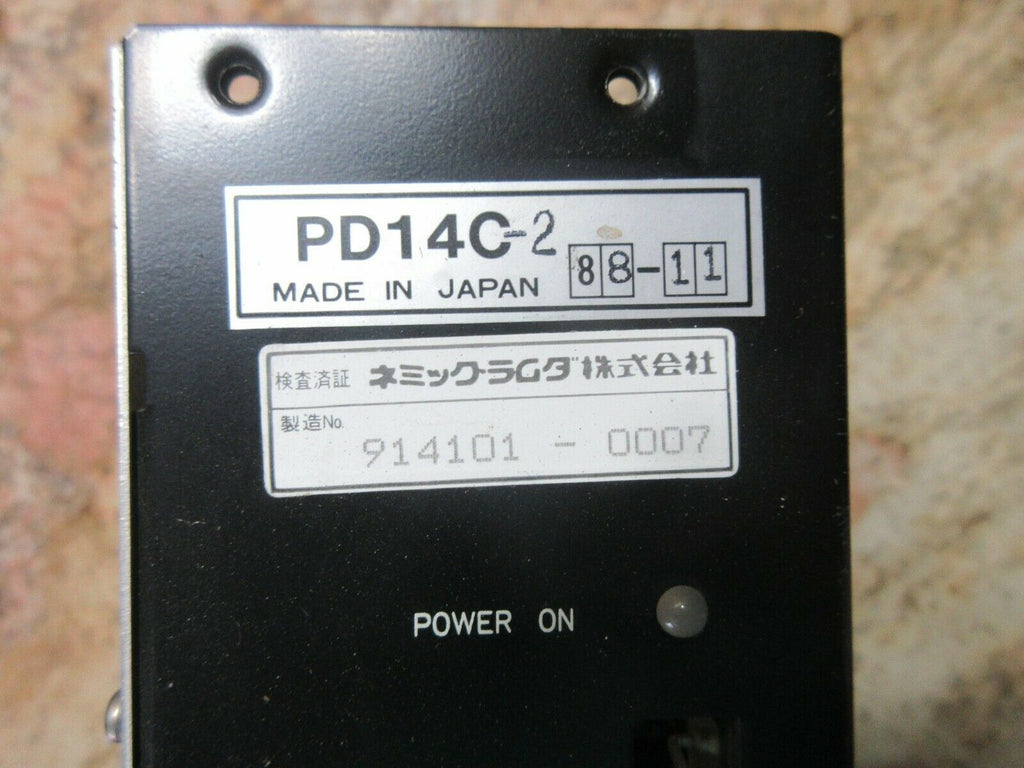 PD14C-2
MADE IN JAPAN 88-11
検査済証 ネミック・ラムダ株式会社
製造No.
914101 - 0007
POWER ON